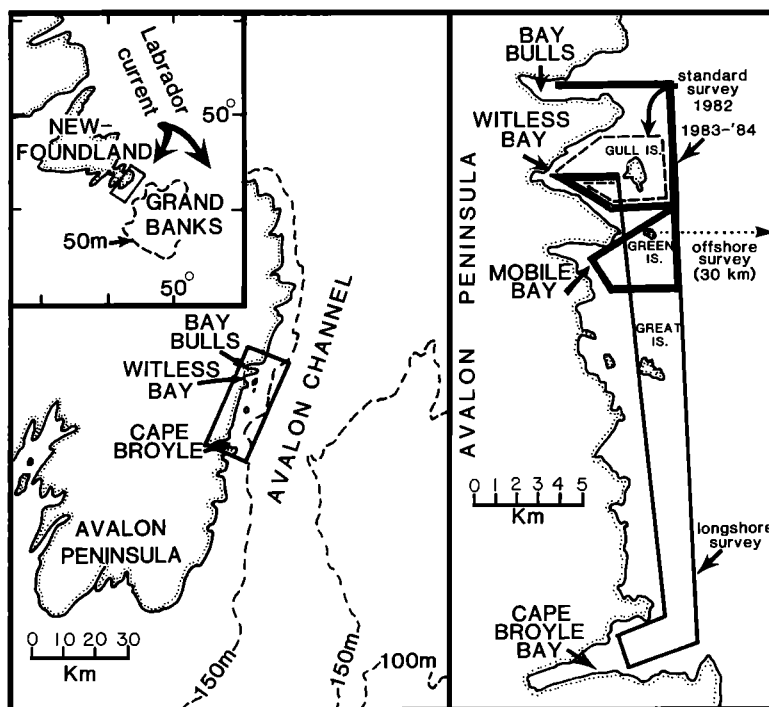 Labrador
current
50°
NEW-
FOUNDLAND
GRAND
BANKS
50m
50°
BAY
BULLS
WITLESS
BAY
CAPE
BROYLE
AVALON CHANNEL
AVALON
PENINSULA
0 10 20 30
Km
150m
150m
100m
BAY
BULLS
standard
survey
1982
1983-'84
WITLESS
BAY
GULL IS.
AVALON PENINSULA
GREEN
IS.
offshore
survey
(30 km)
MOBILE
BAY
GREAT
IS.
0 1 2 3 4 5
Km
longshore
survey
CAPE
BROYLE
BAY